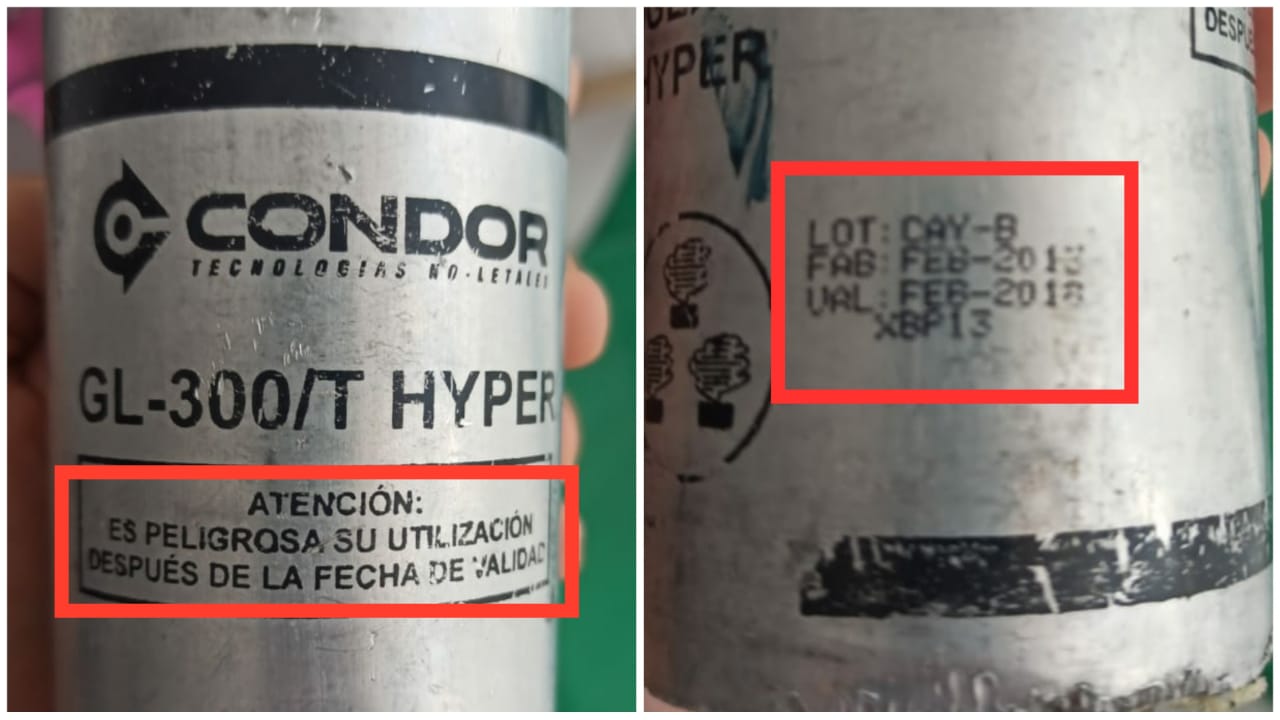 CONDOR
TECNOLOGÍAS NO-LETALES
GL-300/T HYPER
ATENCIÓN:
ES PELIGROSA SU UTILIZACIÓN
DESPUÉS DE LA FECHA DE VALIDAD
HYPER
LOT: CAY-B
FAB: FEB-2013
VAL: FEB-2018
XBP13